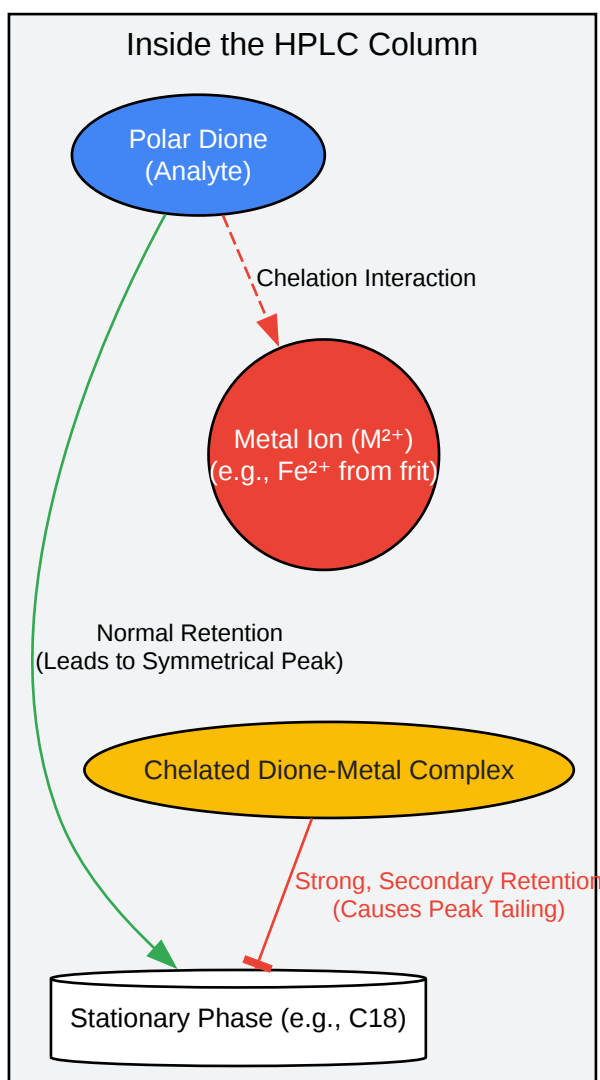 Inside the HPLC Column
Polar Dione
(Analyte)
Chelation Interaction
Metal Ion (M²⁺)
(e.g., Fe²⁺ from frit)
Normal Retention
(Leads to Symmetrical Peak)
Chelated Dione-Metal Complex
Strong, Secondary Retention
(Causes Peak Tailing)
Stationary Phase (e.g., C18)